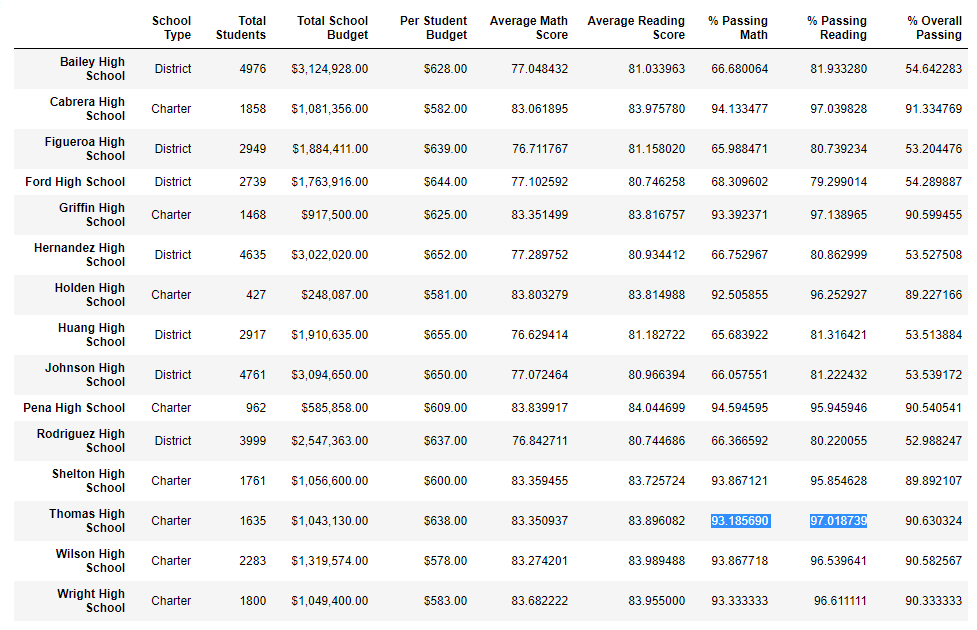 School Type Total Students Total School Budget Per Student Budget Average Math Score Average Reading Score % Passing Math % Passing Reading % Overall Passing
Bailey High School District 4976 $3,124,928.00 $628.00 77.048432 81.033963 66.680064 81.933280 54.642283
Cabrera High School Charter 1858 $1,081,356.00 $582.00 83.061895 83.975780 94.133477 97.039828 91.334769
Figueroa High School District 2949 $1,884,411.00 $639.00 76.711767 81.158020 65.988471 80.739234 53.204476
Ford High School District 2739 $1,763,916.00 $644.00 77.102592 80.746258 68.309602 79.299014 54.289887
Griffin High School Charter 1468 $917,500.00 $625.00 83.351499 83.816757 93.392371 97.138965 90.599455
Hernandez High School District 4635 $3,022,020.00 $652.00 77.289752 80.934412 66.752967 80.862999 53.527508
Holden High School Charter 427 $248,087.00 $581.00 83.803279 83.814988 92.505855 96.252927 89.227166
Huang High School District 2917 $1,910,635.00 $655.00 76.629414 81.182722 65.683922 81.316421 53.513884
Johnson High School District 4761 $3,094,650.00 $650.00 77.072464 80.966394 66.057551 81.222432 53.539172
Pena High School Charter 962 $585,858.00 $609.00 83.839917 84.044699 94.594595 95.945946 90.540541
Rodriguez High School District 3999 $2,547,363.00 $637.00 76.842711 80.744686 66.366592 80.220055 52.988247
Shelton High School Charter 1761 $1,056,600.00 $600.00 83.359455 83.725724 93.867121 95.854628 89.892107
Thomas High School Charter 1635 $1,043,130.00 $638.00 83.350937 83.896082 93.185690 97.018739 90.630324
Wilson High School Charter 2283 $1,319,574.00 $578.00 83.274201 83.989488 93.867718 96.539641 90.582567
Wright High School Charter 1800 $1,049,400.00 $583.00 83.682222 83.955000 93.333333 96.611111 90.333333